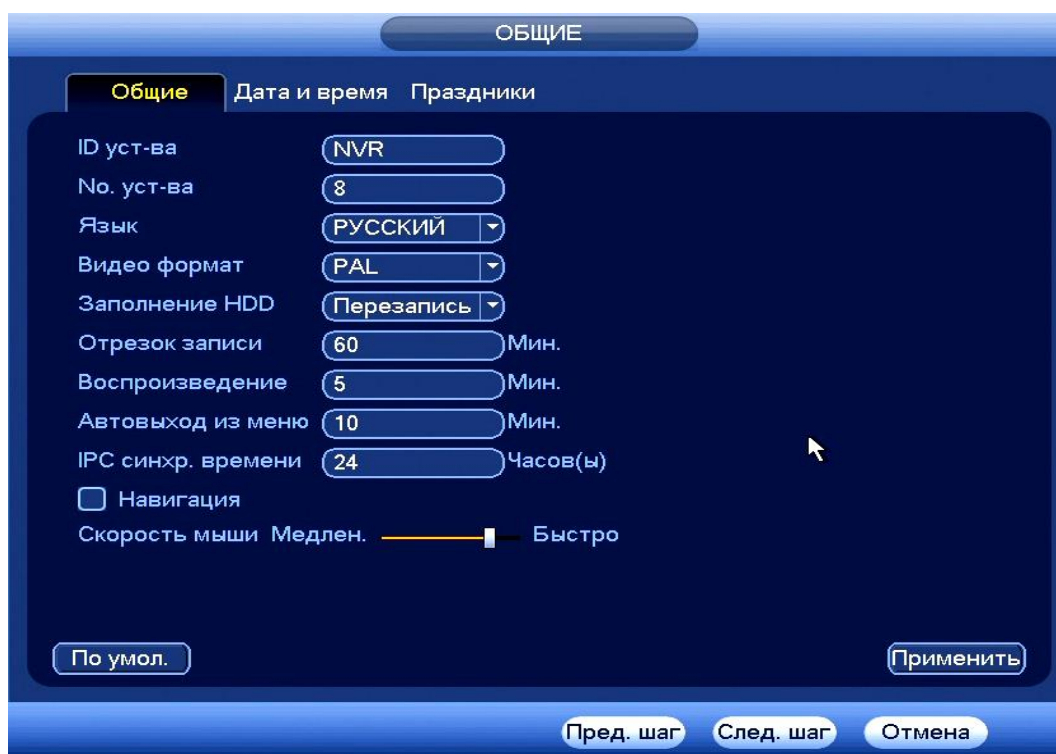 ОБЩИЕ
Общие Дата и время Праздники
ID уст-ва NVR
No. уст-ва 8
Язык РУССКИЙ
Видео формат PAL
Заполнение HDD Перезапись
Отрезок записи 60 Мин.
Воспроизведение 5 Мин.
Автовыход из меню 10 Мин.
IPC синхр. времени 24 Часов(ы)
Навигация
Скорость мыши Медлен. Быстро
По умол. Применить
Пред. шаг След. шаг Отмена